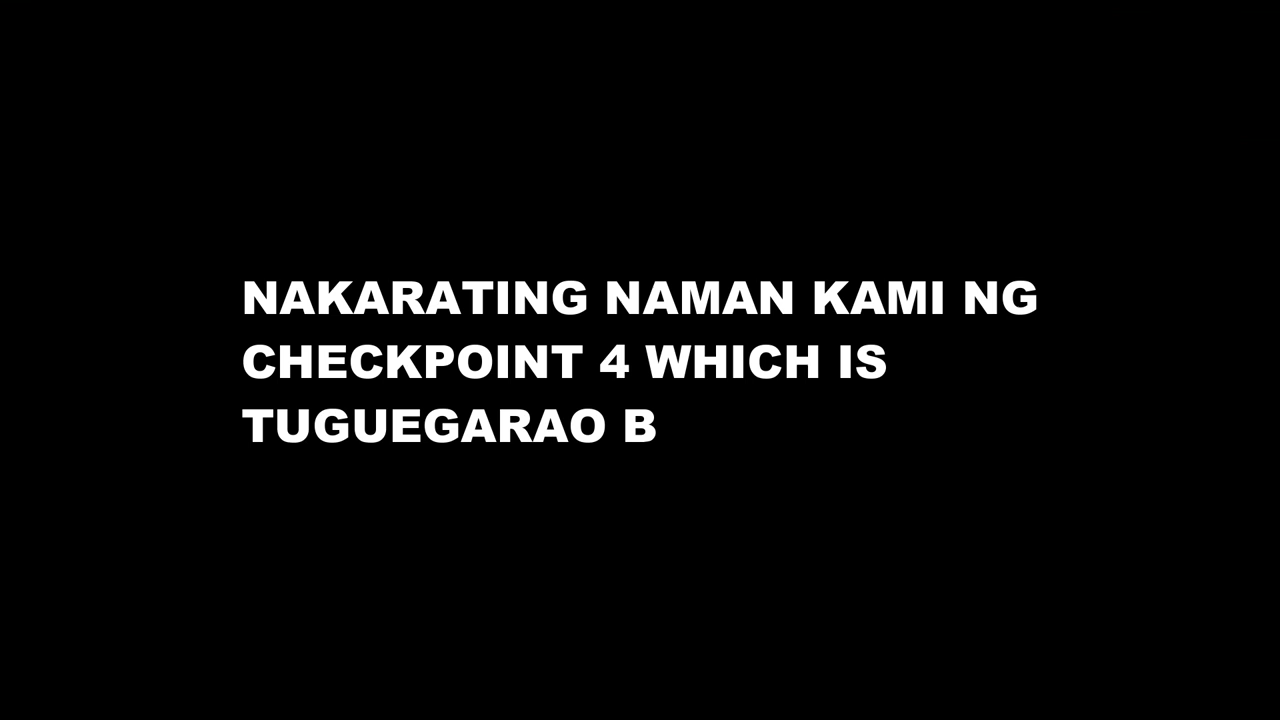 NAKARATING NAMAN KAMI NG
CHECKPOINT 4 WHICH IS
TUGUEGARAO B